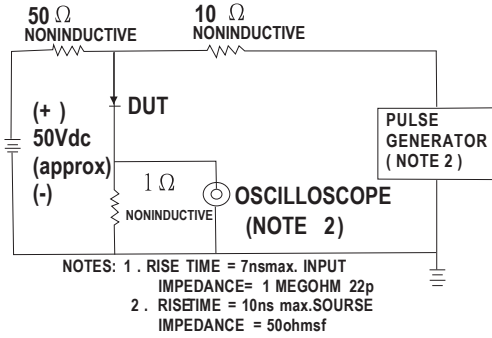 50 Ω
NONINDUCTIVE
10 Ω
NONINDUCTIVE
(+ )
50Vdc
(approx)
(-)
DUT
PULSE
GENERATOR
( NOTE 2 )
1 Ω
NONINDUCTIVE
OSCILLOSCOPE
(NOTE 2)
NOTES: 1 . RISE TIME = 7nsmax. INPUT
IMPEDANCE= 1 MEGOHM 22p
2 . RISETIME = 10ns max.SOURSE
IMPEDANCE = 50ohmsf